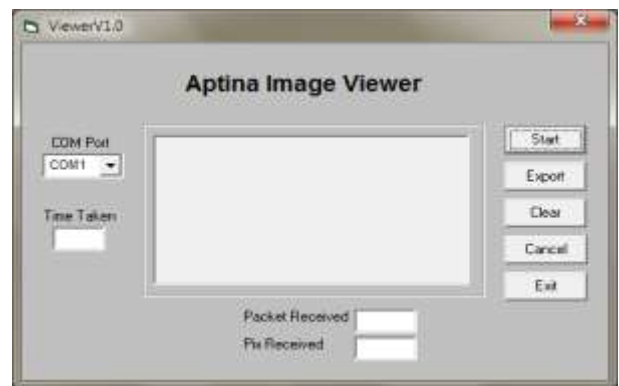 ViewerV1.0
Aptina Image Viewer
COM Port
COM1
Time Taken
Start
Export
Clear
Cancel
Exit
Packet Received
Pix Received